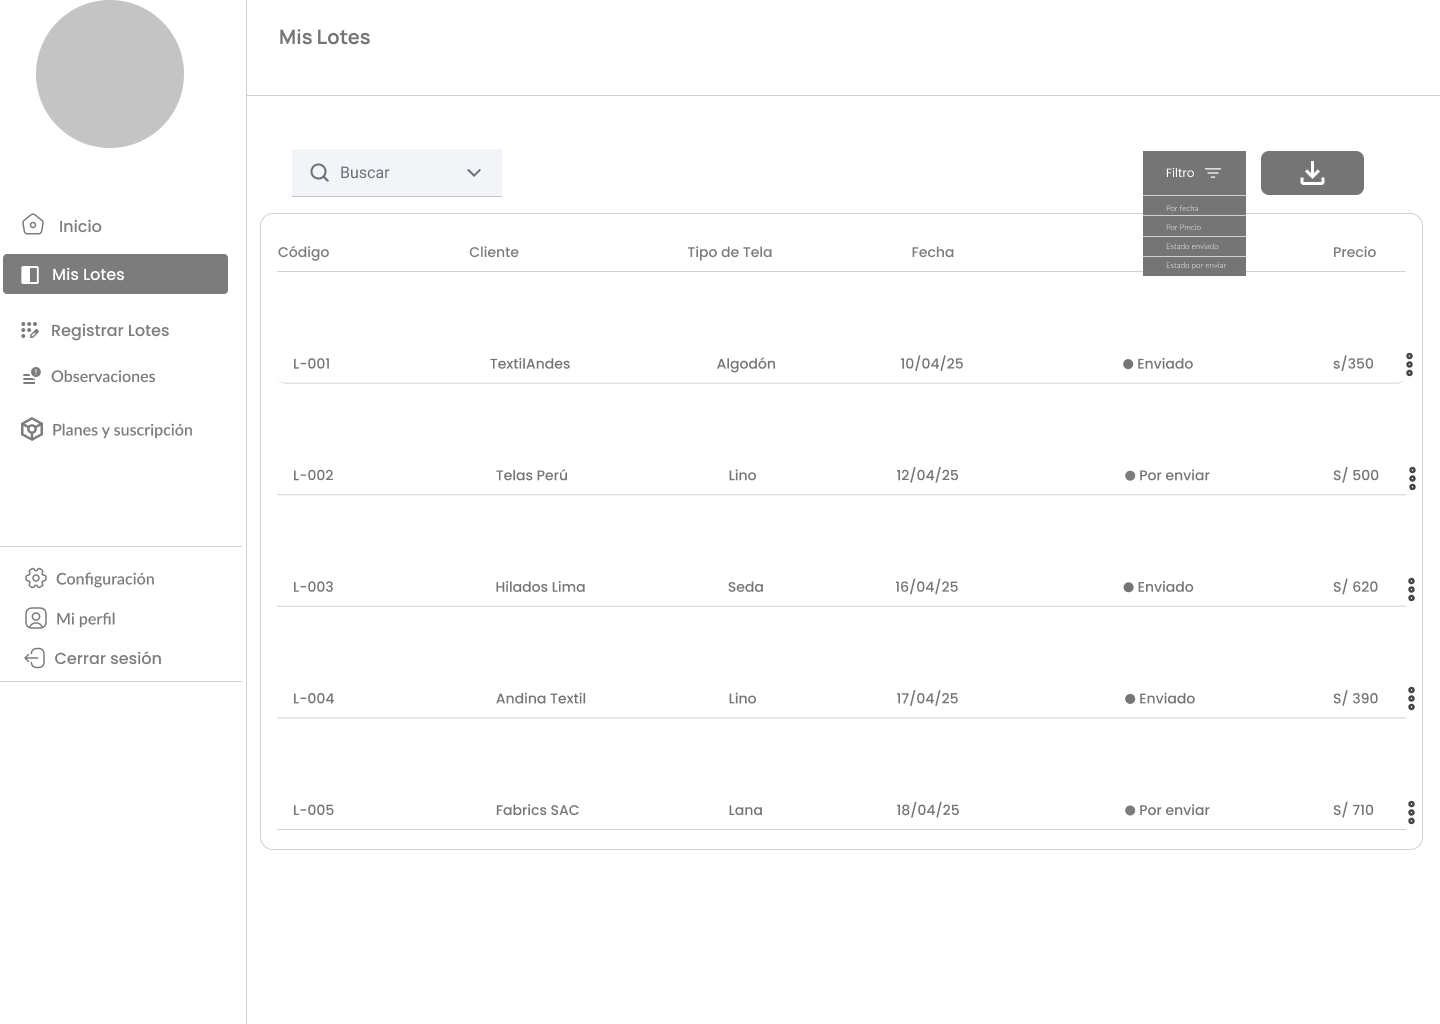 Mis Lotes
Inicio
Mis Lotes
Registrar Lotes
Observaciones
Planes y suscripción
Configuración
Mi perfil
Cerrar sesión
Buscar
Filtro
Por fecha
Por Precio
Estado enviado
Estado por enviar
Código Cliente Tipo de Tela Fecha Precio
L-001 TextilAndes Algodón 10/04/25 Enviado s/350
L-002 Telas Perú Lino 12/04/25 Por enviar S/ 500
L-003 Hilados Lima Seda 16/04/25 Enviado S/ 620
L-004 Andina Textil Lino 17/04/25 Enviado S/ 390
L-005 Fabrics SAC Lana 18/04/25 Por enviar S/ 710